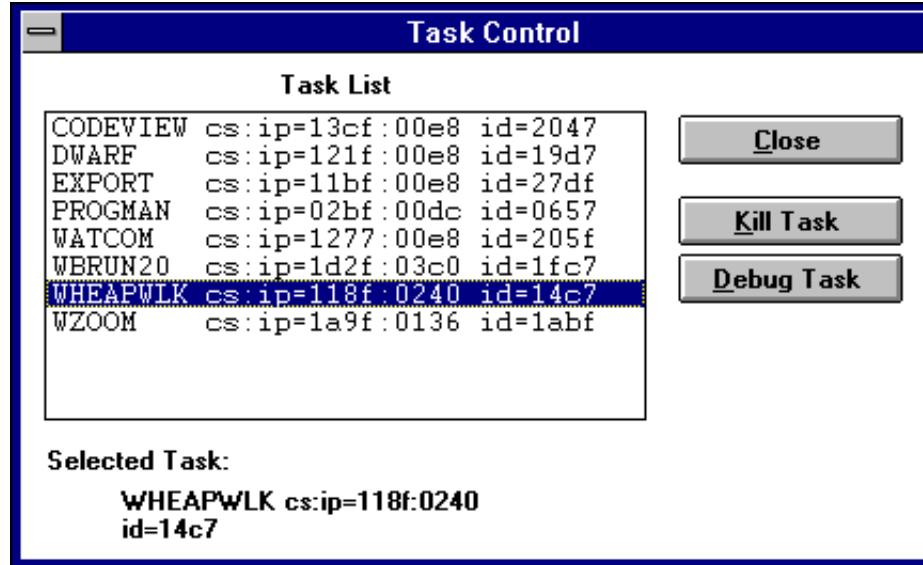 Task Control
Task List
CODEVIEW cs:ip=13cf:00e8 id=2047
DWARF cs:ip=121f:00e8 id=19d7
EXPORT cs:ip=11bf:00e8 id=27df
PROGMAN cs:ip=02bf:00dc id=0657
WATCOM cs:ip=1277:00e8 id=205f
WBRUN20 cs:ip=1d2f:03c0 id=1fc7
WHEAPWLK cs:ip=118f:0240 id=14c7
WZOOM cs:ip=1a9f:0136 id=1abf
Close
Kill Task
Debug Task
Selected Task:
WHEAPWLK cs:ip=118f:0240
id=14c7